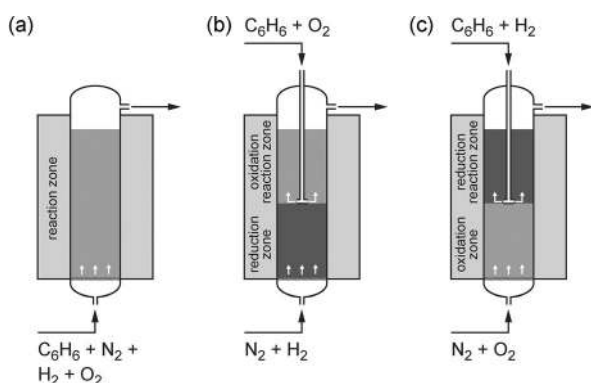 (a)
reaction zone
C₆H₆ + N₂ +
H₂ + O₂
(b)
C₆H₆ + O₂
oxidation
reaction zone
reduction
zone
N₂ + H₂
(c)
C₆H₆ + H₂
reduction
reaction zone
oxidation
zone
N₂ + O₂